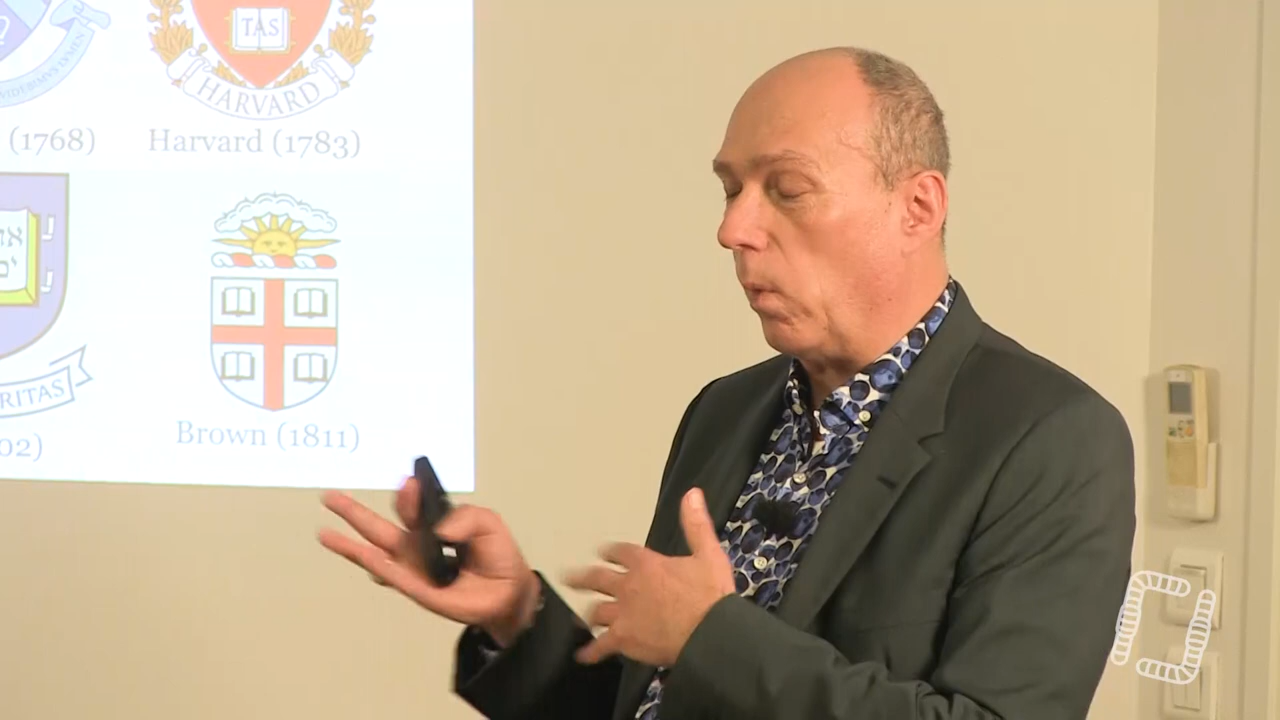 TAS
HARVARD
(1768)
Harvard (1783)
RITAS
Brown (1811)
02)